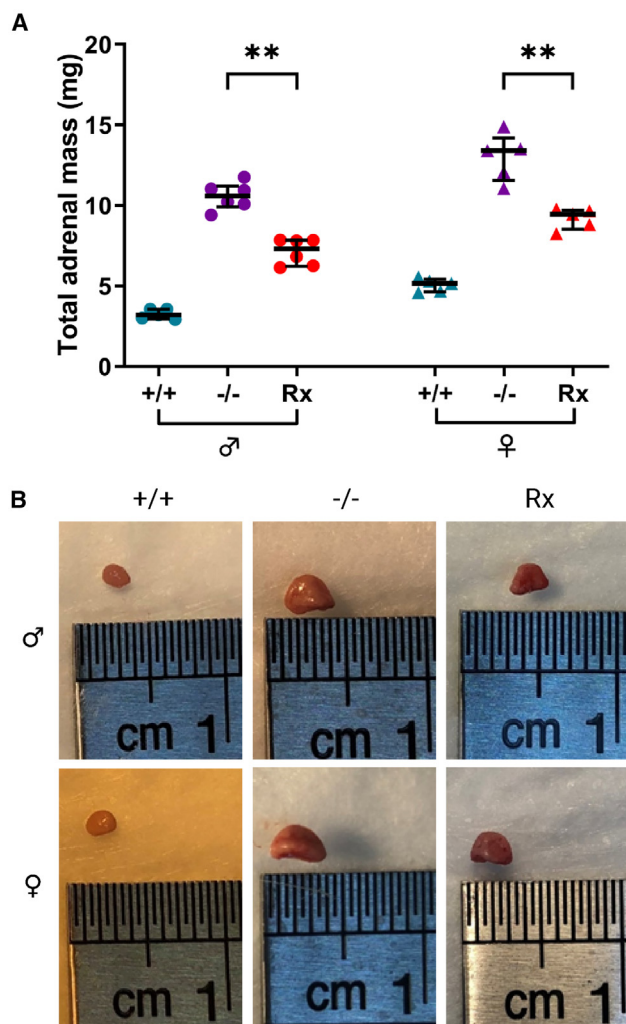 A
Total adrenal mass (mg)
20
15
10
5
0
** **
+/+ -/- Rx +/+ -/- Rx
♂ ♀
B
+/+ -/- Rx
♂
cm 1 cm 1 cm 1
♀
cm 1 cm 1 cm 1